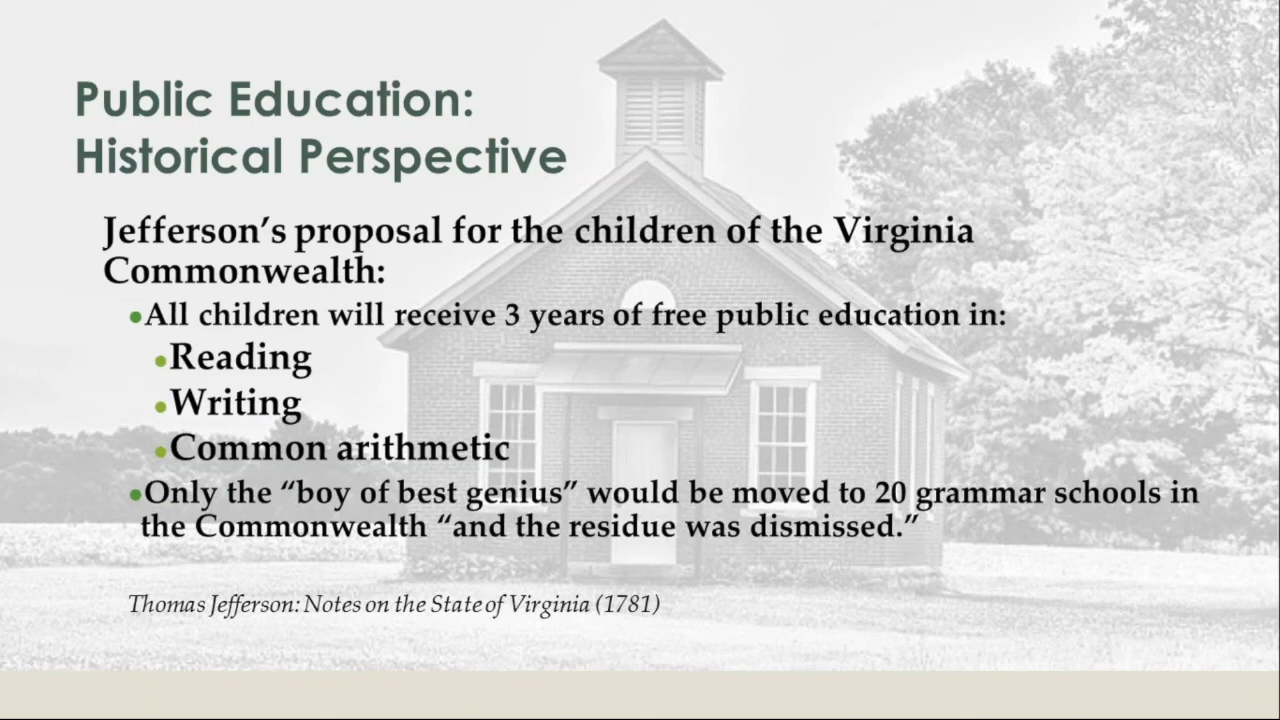 Public Education:
Historical Perspective
Jefferson’s proposal for the children of the Virginia
Commonwealth:
•All children will receive 3 years of free public education in:
•Reading
•Writing
•Common arithmetic
•Only the “boy of best genius” would be moved to 20 grammar schools in
the Commonwealth “and the residue was dismissed.”
Thomas Jefferson: Notes on the State of Virginia (1781)